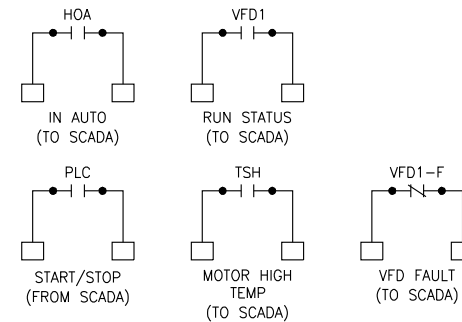 HOA
IN AUTO
(TO SCADA)
VFD1
RUN STATUS
(TO SCADA)
PLC
START/STOP
(FROM SCADA)
TSH
MOTOR HIGH
TEMP
(TO SCADA)
VFD1-F
VFD FAULT
(TO SCADA)